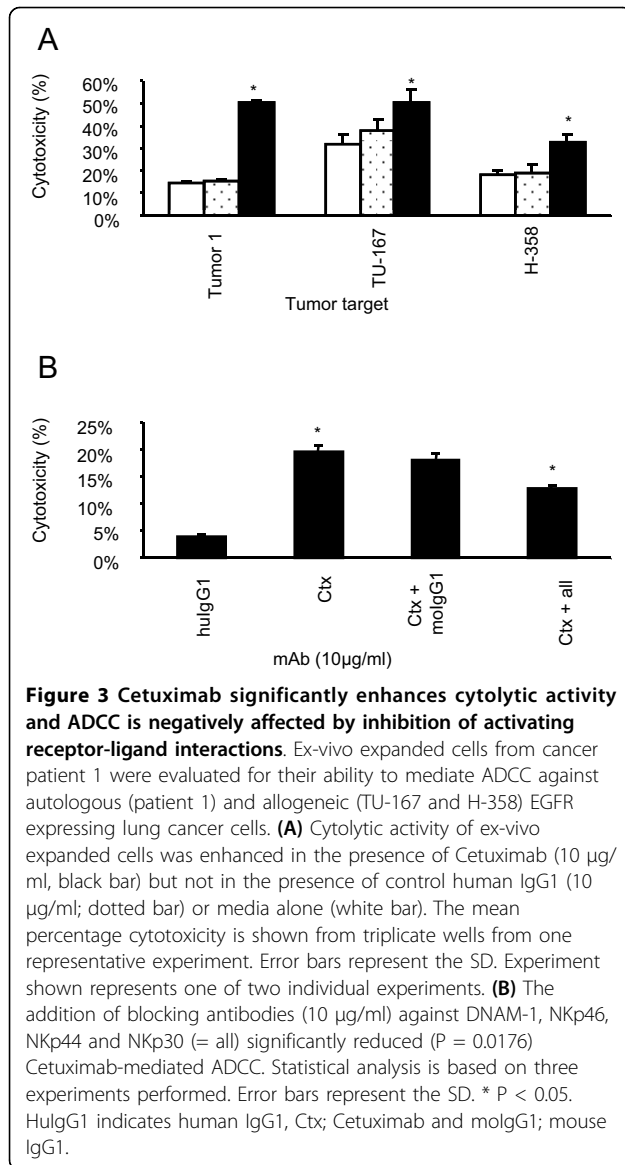 A
Cytotoxicity (%)
60%
50%
40%
30%
20%
10%
0%
* * *
Tumor 1
TU-167
H-358
Tumor target
B
Cytotoxicity (%)
25%
20%
15%
10%
5%
0%
* *
huIgG1
Ctx
Ctx +
moIgG1
Ctx + all
mAb (10µg/ml)
Figure 3 Cetuximab significantly enhances cytolytic activity
and ADCC is negatively affected by inhibition of activating
receptor-ligand interactions. Ex-vivo expanded cells from cancer
patient 1 were evaluated for their ability to mediate ADCC against
autologous (patient 1) and allogeneic (TU-167 and H-358) EGFR
expressing lung cancer cells. (A) Cytolytic activity of ex-vivo
expanded cells was enhanced in the presence of Cetuximab (10 μg/
ml, black bar) but not in the presence of control human IgG1 (10
μg/ml; dotted bar) or media alone (white bar). The mean
percentage cytotoxicity is shown from triplicate wells from one
representative experiment. Error bars represent the SD. Experiment
shown represents one of two individual experiments. (B) The
addition of blocking antibodies (10 μg/ml) against DNAM-1, NKp46,
NKp44 and NKp30 (= all) significantly reduced (P = 0.0176)
Cetuximab-mediated ADCC. Statistical analysis is based on three
experiments performed. Error bars represent the SD. * P < 0.05.
HuIgG1 indicates human IgG1, Ctx; Cetuximab and moIgG1; mouse
IgG1.